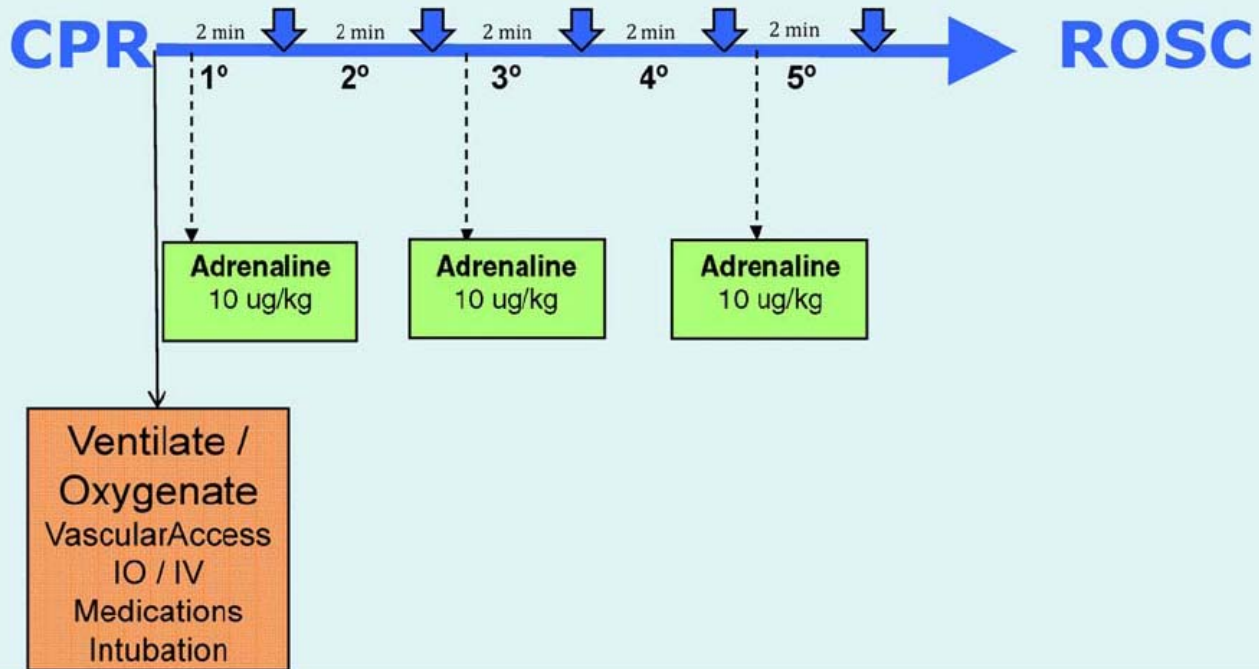 CPR
2 min 2 min 2 min 2 min 2 min
ROSC
1º 2º 3º 4º 5º
Adrenaline
10 ug/kg
Adrenaline
10 ug/kg
Adrenaline
10 ug/kg
Ventilate /
Oxygenate
VascularAccess
IO / IV
Medications
Intubation